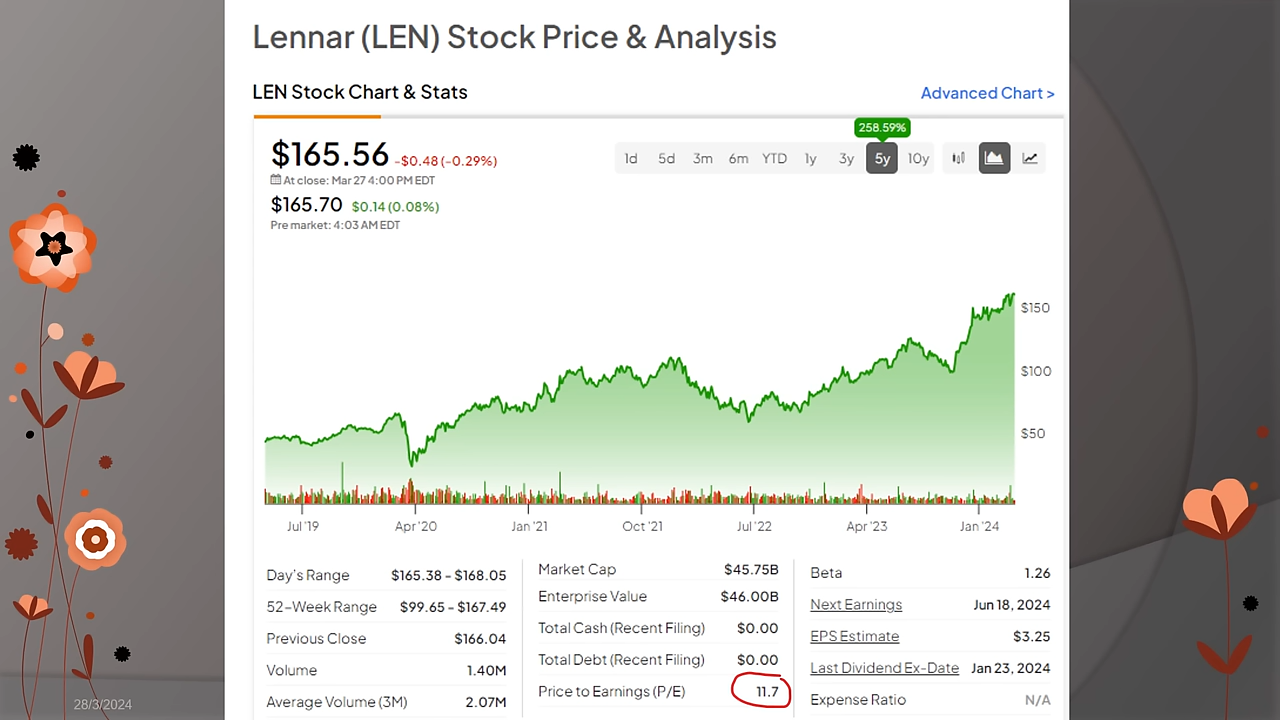 Lennar (LEN) Stock Price & Analysis
LEN Stock Chart & Stats
Advanced Chart >
258.59%
$165.56 -$0.48 (-0.29%)
At close: Mar 27 4:00 PM EDT
$165.70 $0.14 (0.08%)
Pre market: 4:03 AM EDT
1d 5d 3m 6m YTD 1y 3y 5y 10y
$150
$100
$50
Jul '19 Apr '20 Jan '21 Oct '21 Jul '22 Apr '23 Jan '24
Day's Range $165.38 - $168.05
52-Week Range $99.65 - $167.49
Previous Close $166.04
Volume 1.40M
Average Volume (3M) 2.07M
Market Cap $45.75B
Enterprise Value $46.00B
Total Cash (Recent Filing) $0.00
Total Debt (Recent Filing) $0.00
Price to Earnings (P/E) 11.7
Beta 1.26
Next Earnings Jun 18, 2024
EPS Estimate $3.25
Last Dividend Ex-Date Jan 23, 2024
Expense Ratio N/A
28/3/2024